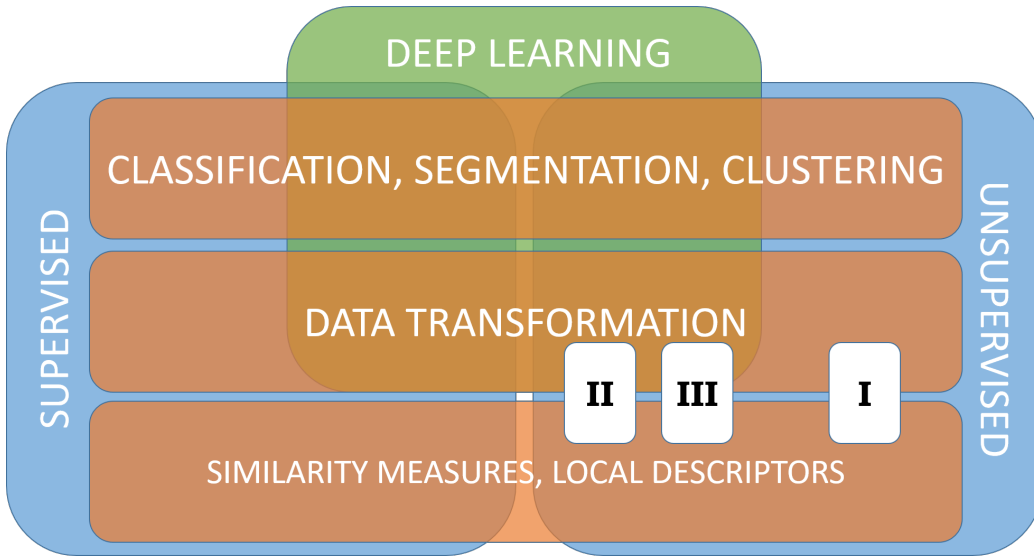 DEEP LEARNING
CLASSIFICATION, SEGMENTATION, CLUSTERING
SUPERVISED
UNSUPERVISED
DATA TRANSFORMATION
II
III
I
SIMILARITY MEASURES, LOCAL DESCRIPTORS